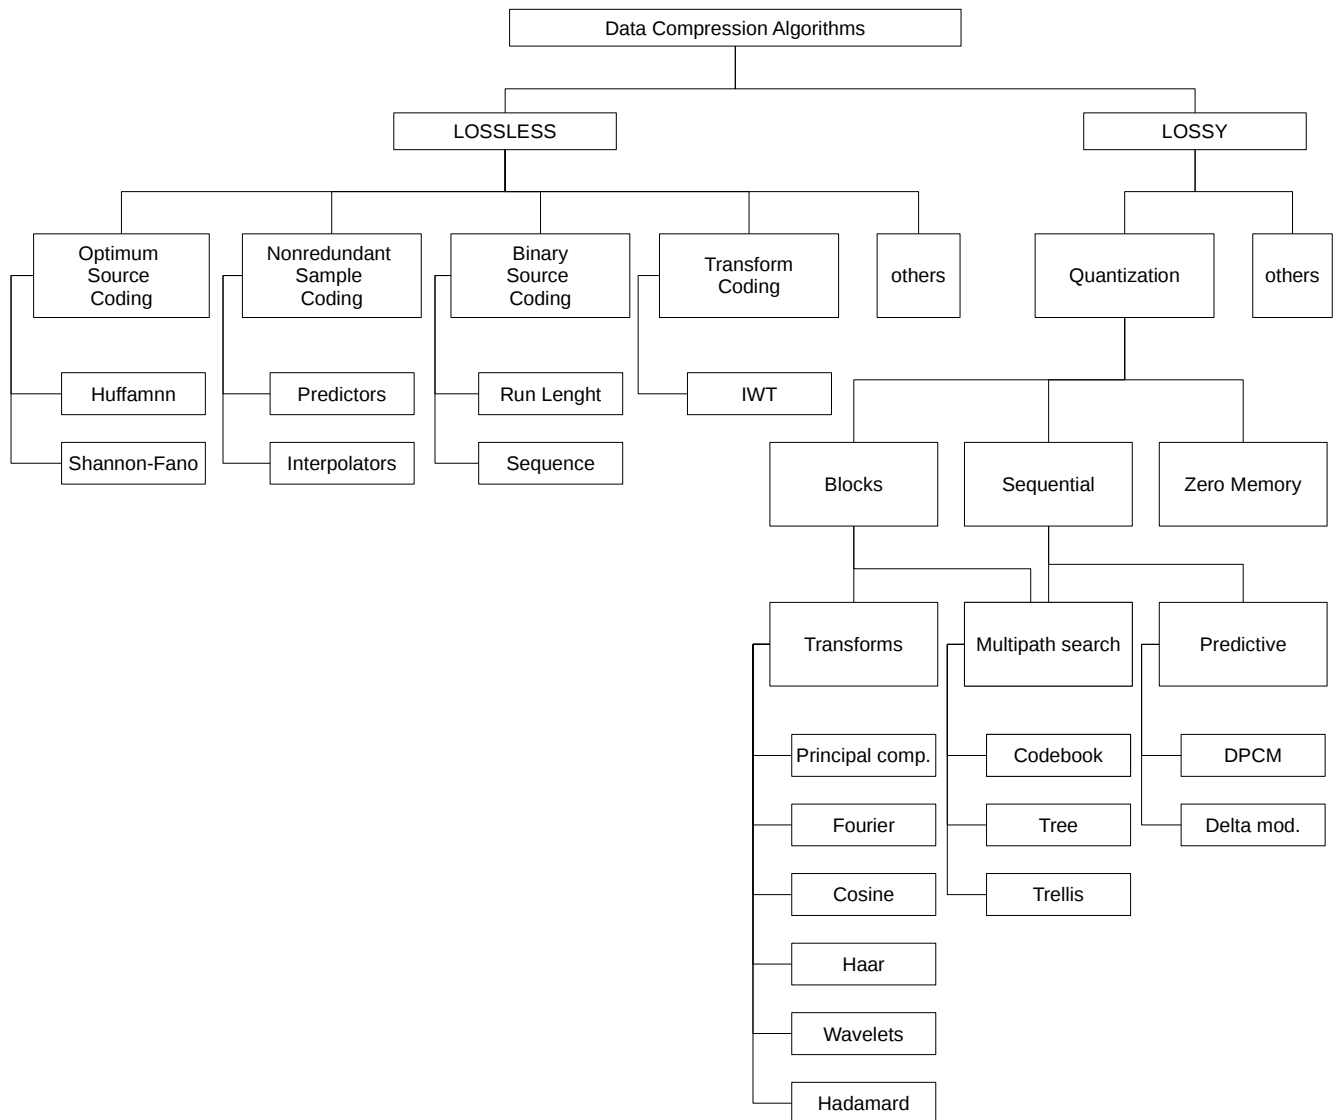 Data Compression Algorithms
LOSSLESS
LOSSY
Optimum
Source
Coding
Nonredundant
Sample
Coding
Binary
Source
Coding
Transform
Coding
others
Quantization
others
Huffamnn
Predictors
Run Lenght
IWT
Shannon-Fano
Interpolators
Sequence
Blocks
Sequential
Zero Memory
Transforms
Multipath search
Predictive
Principal comp.
Codebook
DPCM
Fourier
Tree
Delta mod.
Cosine
Trellis
Haar
Wavelets
Hadamard